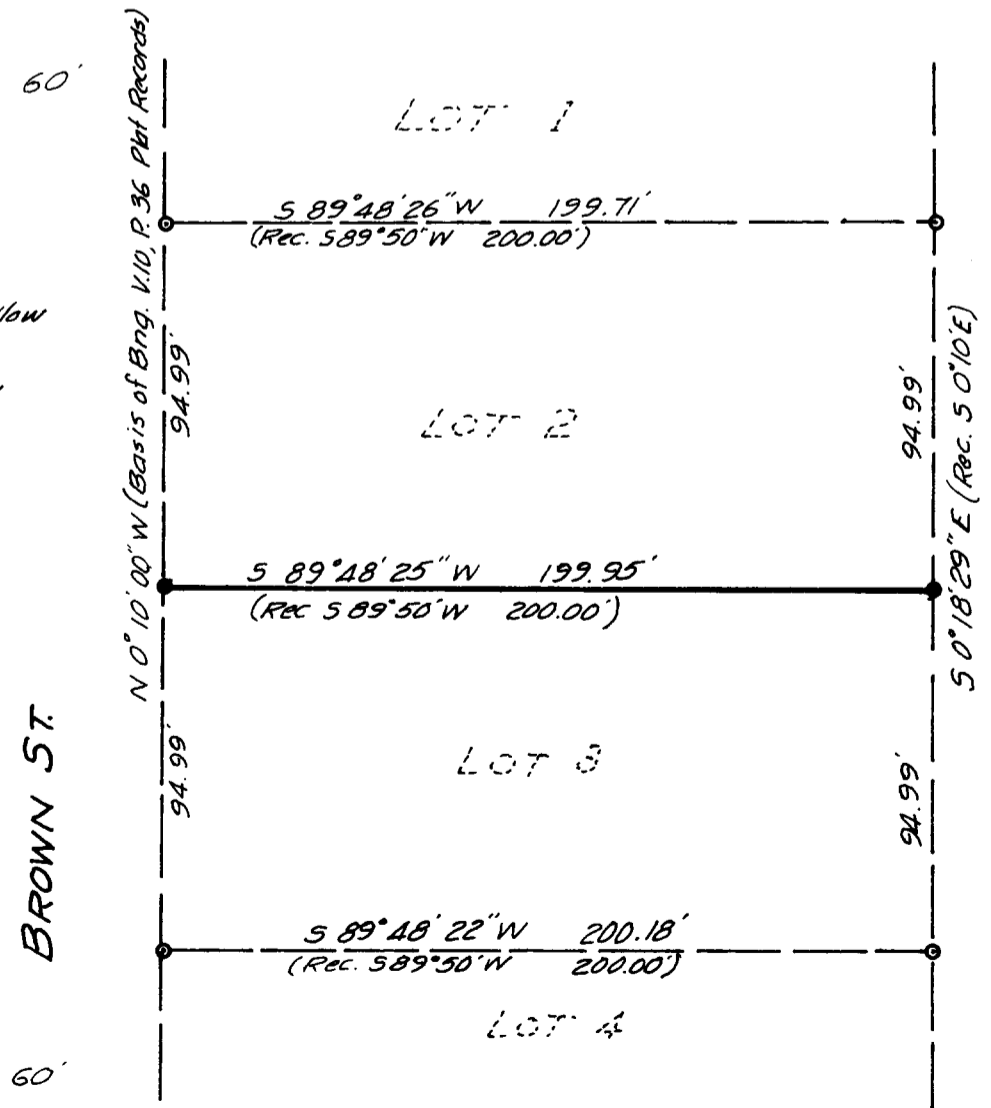 60'
LOT 1
S 89°48'26"W 199.71'
(Rec. S89°50'W 200.00')
N 0°10'00"W (Basis of Bng. V.10, P. 36 Plat Records)
94.99'
LOT 2
94.99'
S 0°18'29"E (Rec. S 0°10'E)
S 89°48'25"W 199.95'
(Rec S 89°50'W 200.00')
BROWN ST.
94.99'
LOT 3
94.99'
S 89°48'22"W 200.18'
(Rec. S89°50'W 200.00')
LOT 4
60'